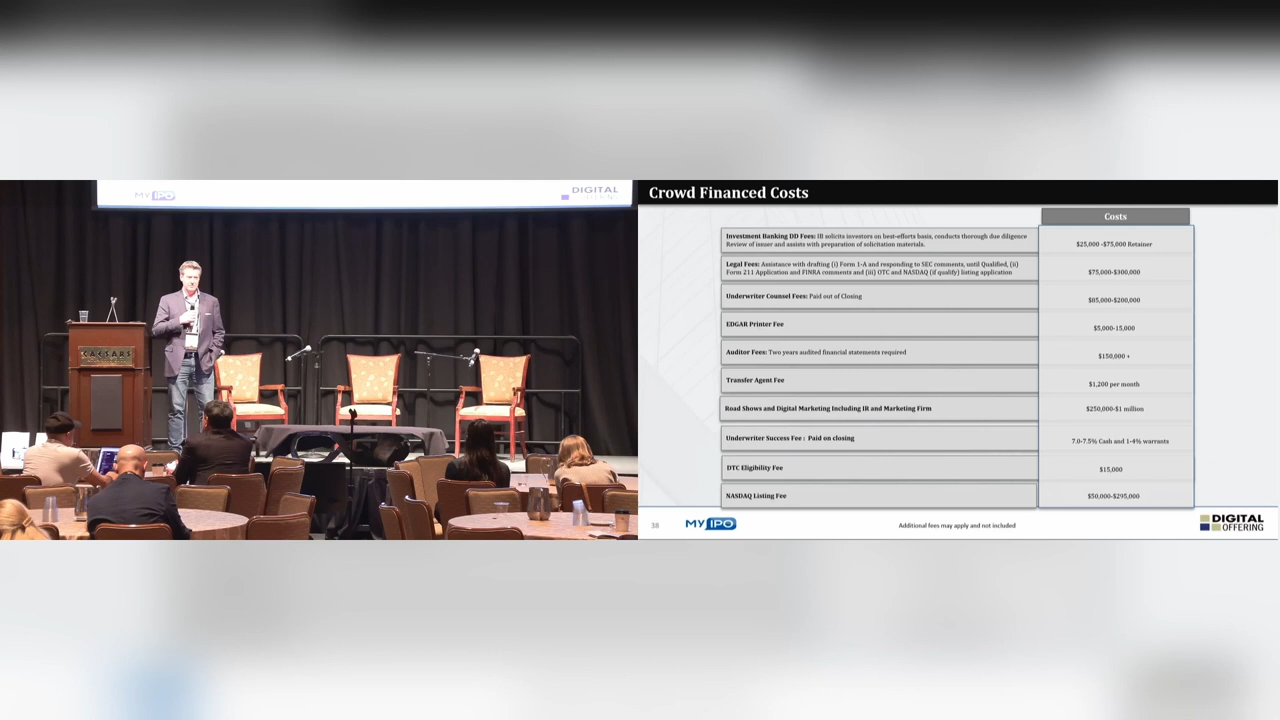 MY IPO
DIGITAL
CAESARS
Crowd Financed Costs
Costs
Investment Banking DD Fees: IB solicits investors on best-efforts basis, conducts thorough due diligence
Review of issuer and assists with preparation of solicitation materials.
$25,000 -$75,000 Retainer
Legal Fees: Assistance with drafting (i) Form 1-A and responding to SEC comments, until Qualified, (ii)
Form 211 Application and FINRA comments and (iii) OTC and NASDAQ (if qualify) listing application
$75,000-$300,000
Underwriter Counsel Fees: Paid out of Closing
$85,000-$200,000
EDGAR Printer Fee
$5,000-15,000
Auditor Fees: Two years audited financial statements required
$150,000 +
Transfer Agent Fee
$1,200 per month
Road Shows and Digital Marketing Including IR and Marketing Firm
$250,000-$1 million
Underwriter Success Fee : Paid on closing
7.0-7.5% Cash and 1-4% warrants
DTC Eligibility Fee
$15,000
NASDAQ Listing Fee
$50,000-$295,000
38
MY IPO
Additional fees may apply and not included
DIGITAL
OFFERING